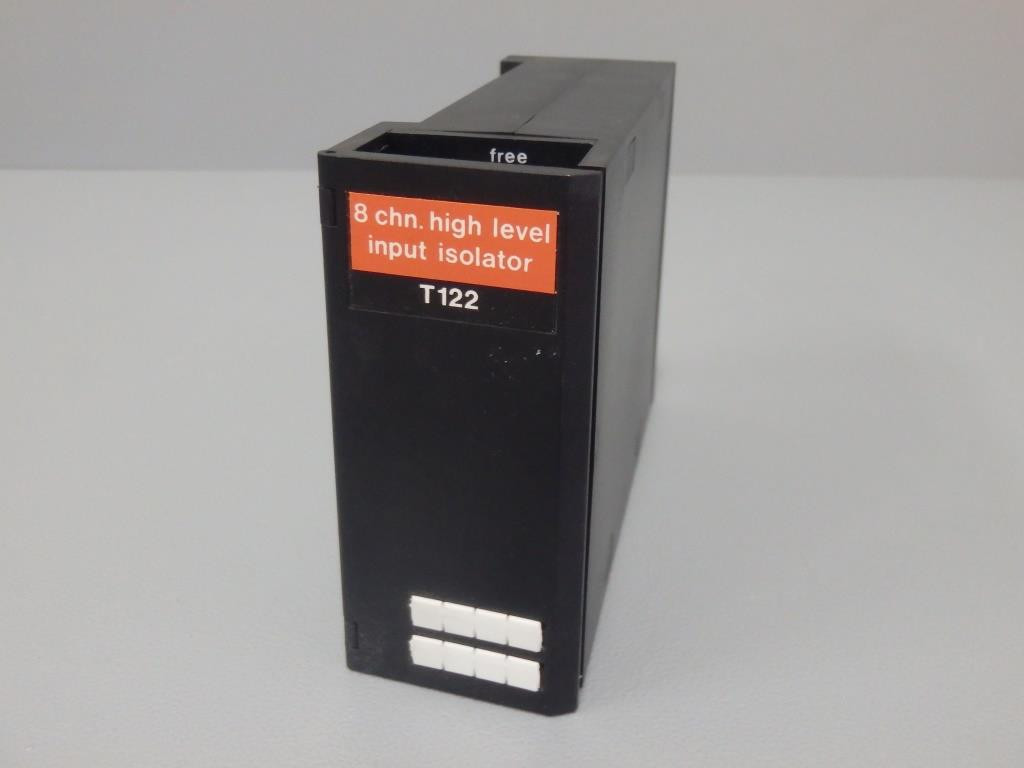 free
8 chn. high level
input isolator
T122